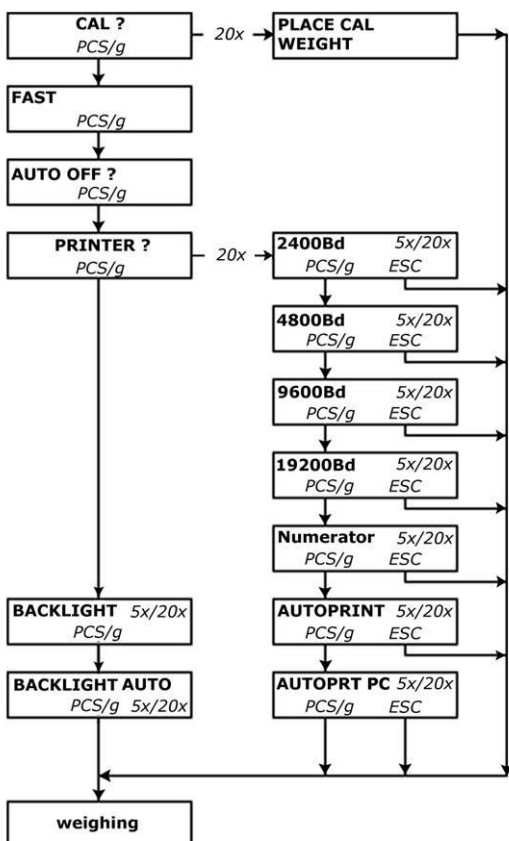 CAL ?
PCS/g
20x
PLACE CAL
WEIGHT
FAST
PCS/g
AUTO OFF ?
PCS/g
PRINTER ?
PCS/g
20x
2400Bd 5x/20x
PCS/g ESC
4800Bd 5x/20x
PCS/g ESC
9600Bd 5x/20x
PCS/g ESC
19200Bd 5x/20x
PCS/g ESC
Numerator 5x/20x
PCS/g ESC
BACKLIGHT 5x/20x
PCS/g
AUTOPRINT 5x/20x
PCS/g ESC
BACKLIGHT AUTO
PCS/g 5x/20x
AUTOPRT PC 5x/20x
PCS/g ESC
weighing